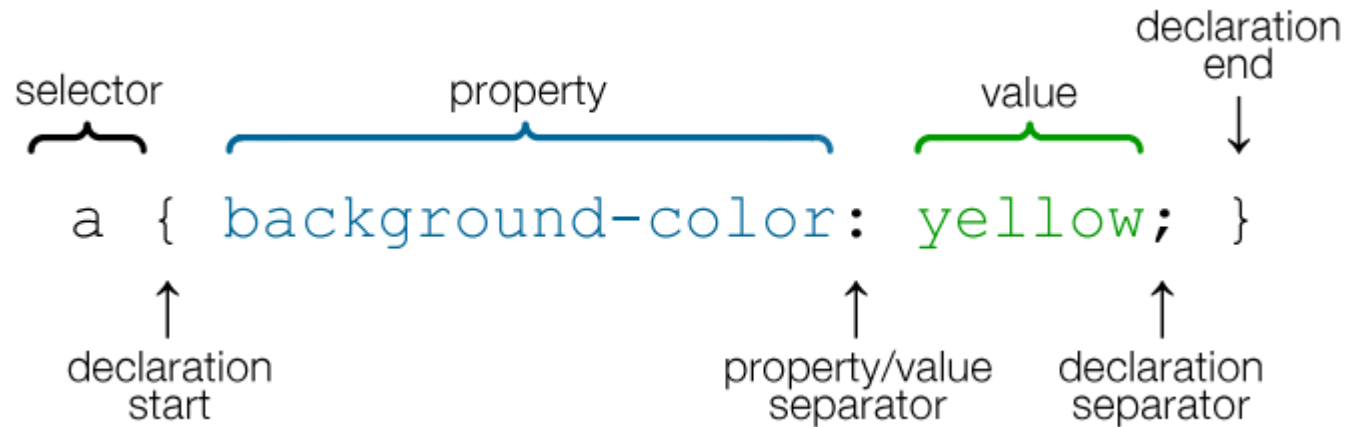 declaration
end
selector
property
value
a { background-color: yellow; }
declaration
start
property/value
separator
declaration
separator